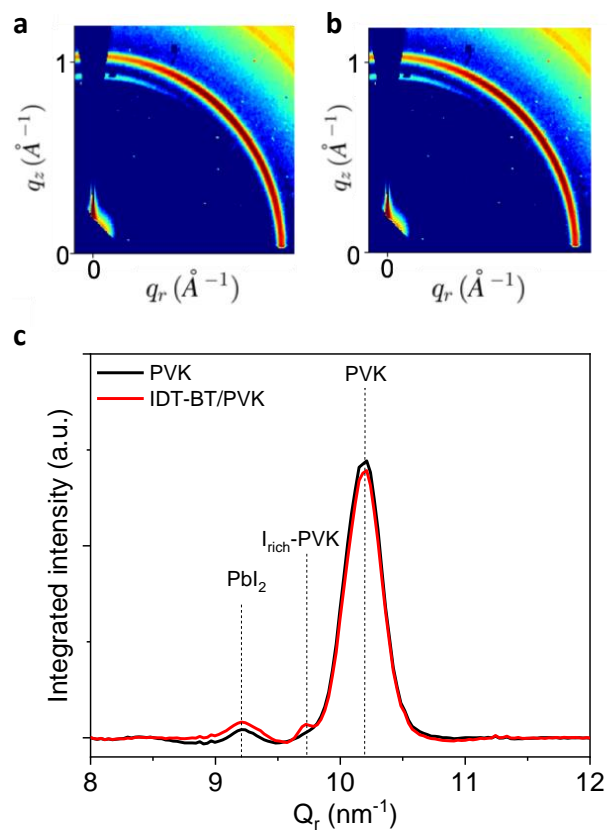 a
b
1
1
q_z (Å⁻¹)
q_z (Å⁻¹)
0
0
0
0
q_r (Å⁻¹)
q_r (Å⁻¹)
c
PVK
IDT-BT/PVK
PVK
I_rich-PVK
PbI₂
Integrated intensity (a.u.)
8
9
10
11
12
Q_r (nm⁻¹)